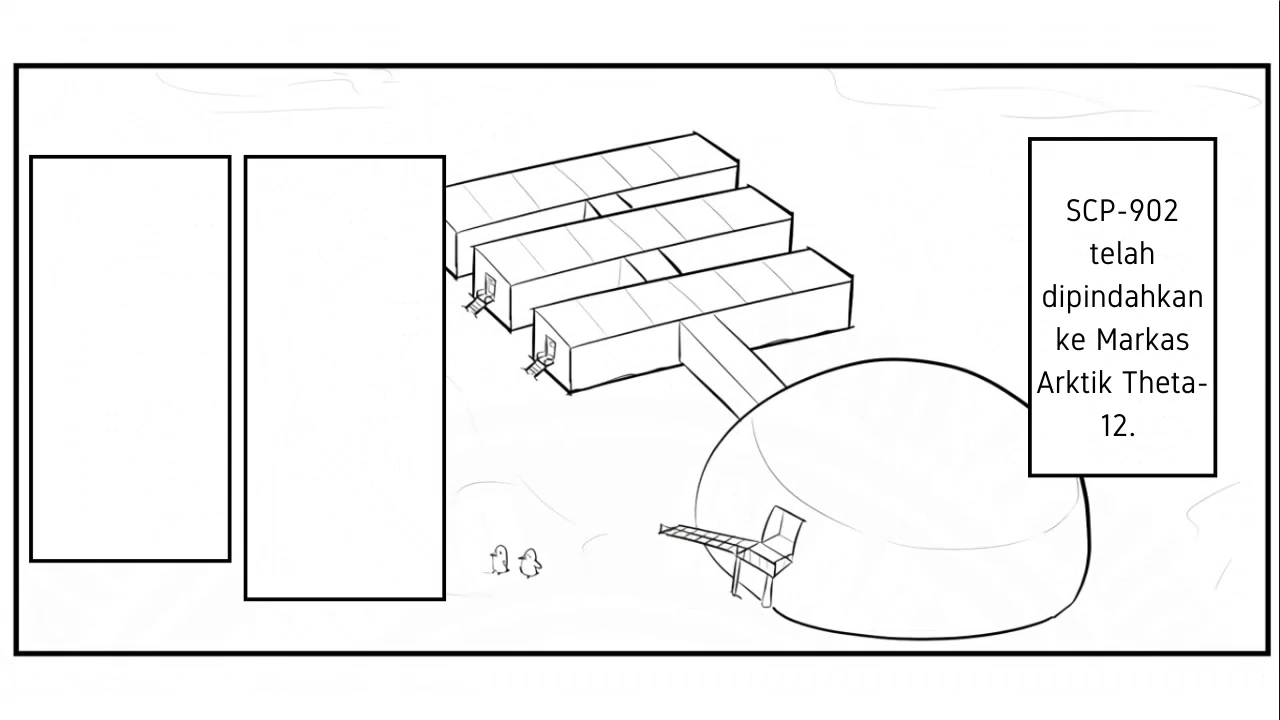 SCP-902
telah
dipindahkan
ke Markas
Arktik Theta-
12.